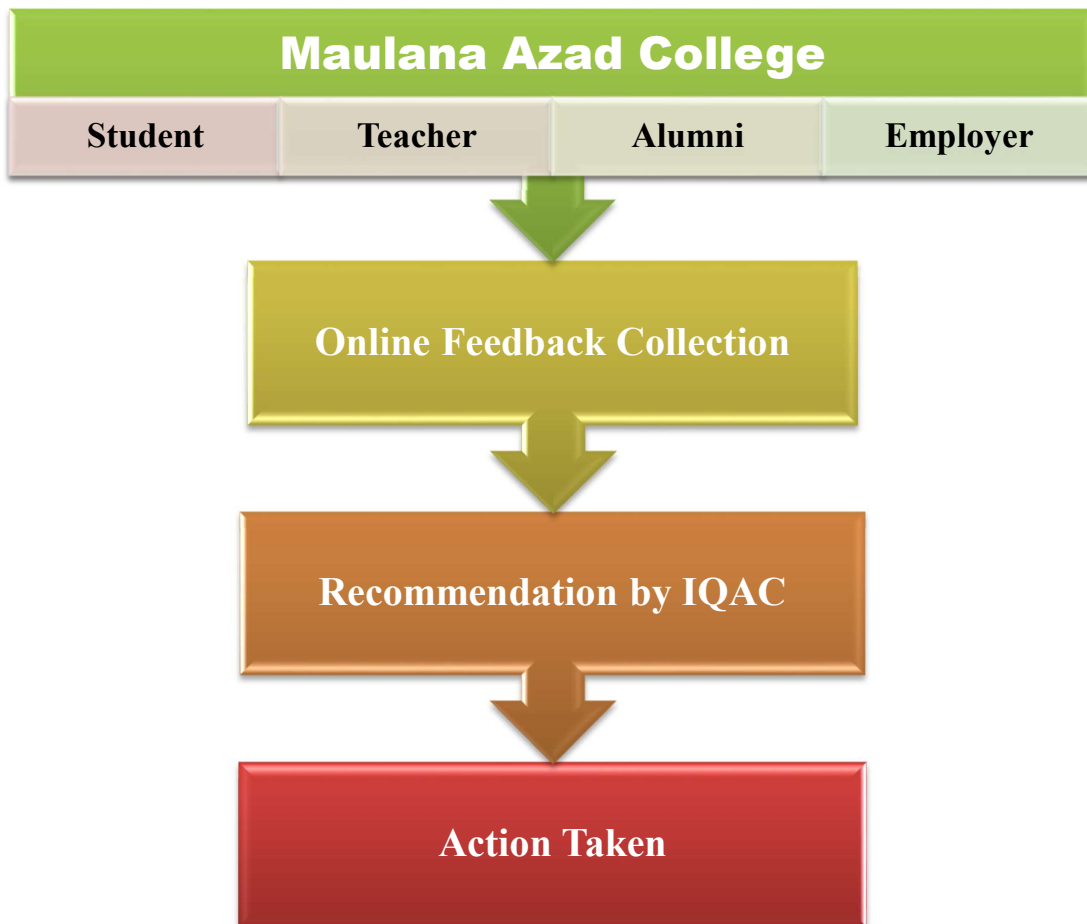 Maulana Azad College
Student Teacher Alumni Employer
Online Feedback Collection
Recommendation by IQAC
Action Taken